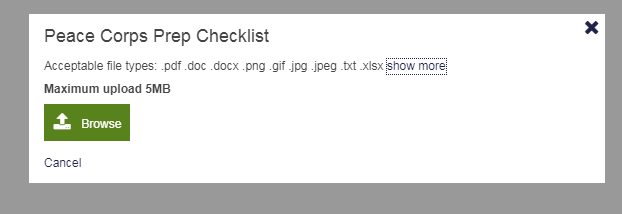 Peace Corps Prep Checklist
Acceptable file types: .pdf .doc .docx .png .gif .jpg .jpeg .txt .xlsx show more
Maximum upload 5MB
Browse
Cancel